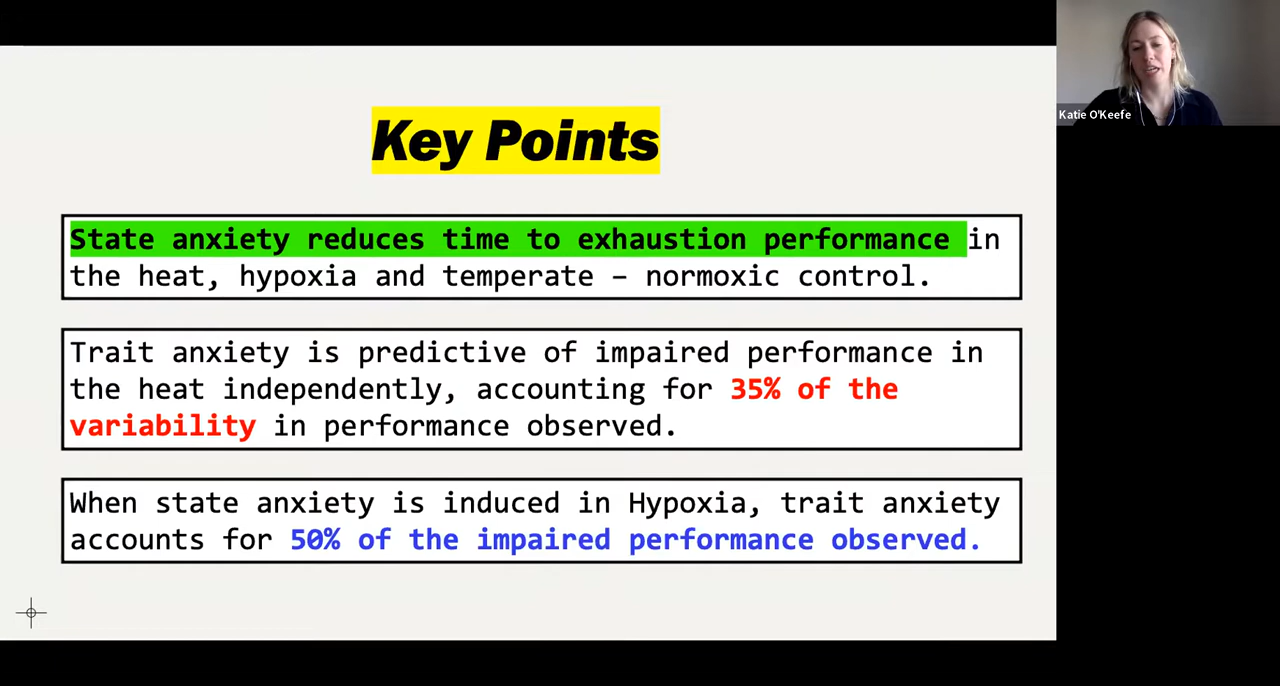 Key Points
State anxiety reduces time to exhaustion performance in
the heat, hypoxia and temperate – normoxic control.
Trait anxiety is predictive of impaired performance in
the heat independently, accounting for 35% of the
variability in performance observed.
When state anxiety is induced in Hypoxia, trait anxiety
accounts for 50% of the impaired performance observed.
Katie O'Keefe